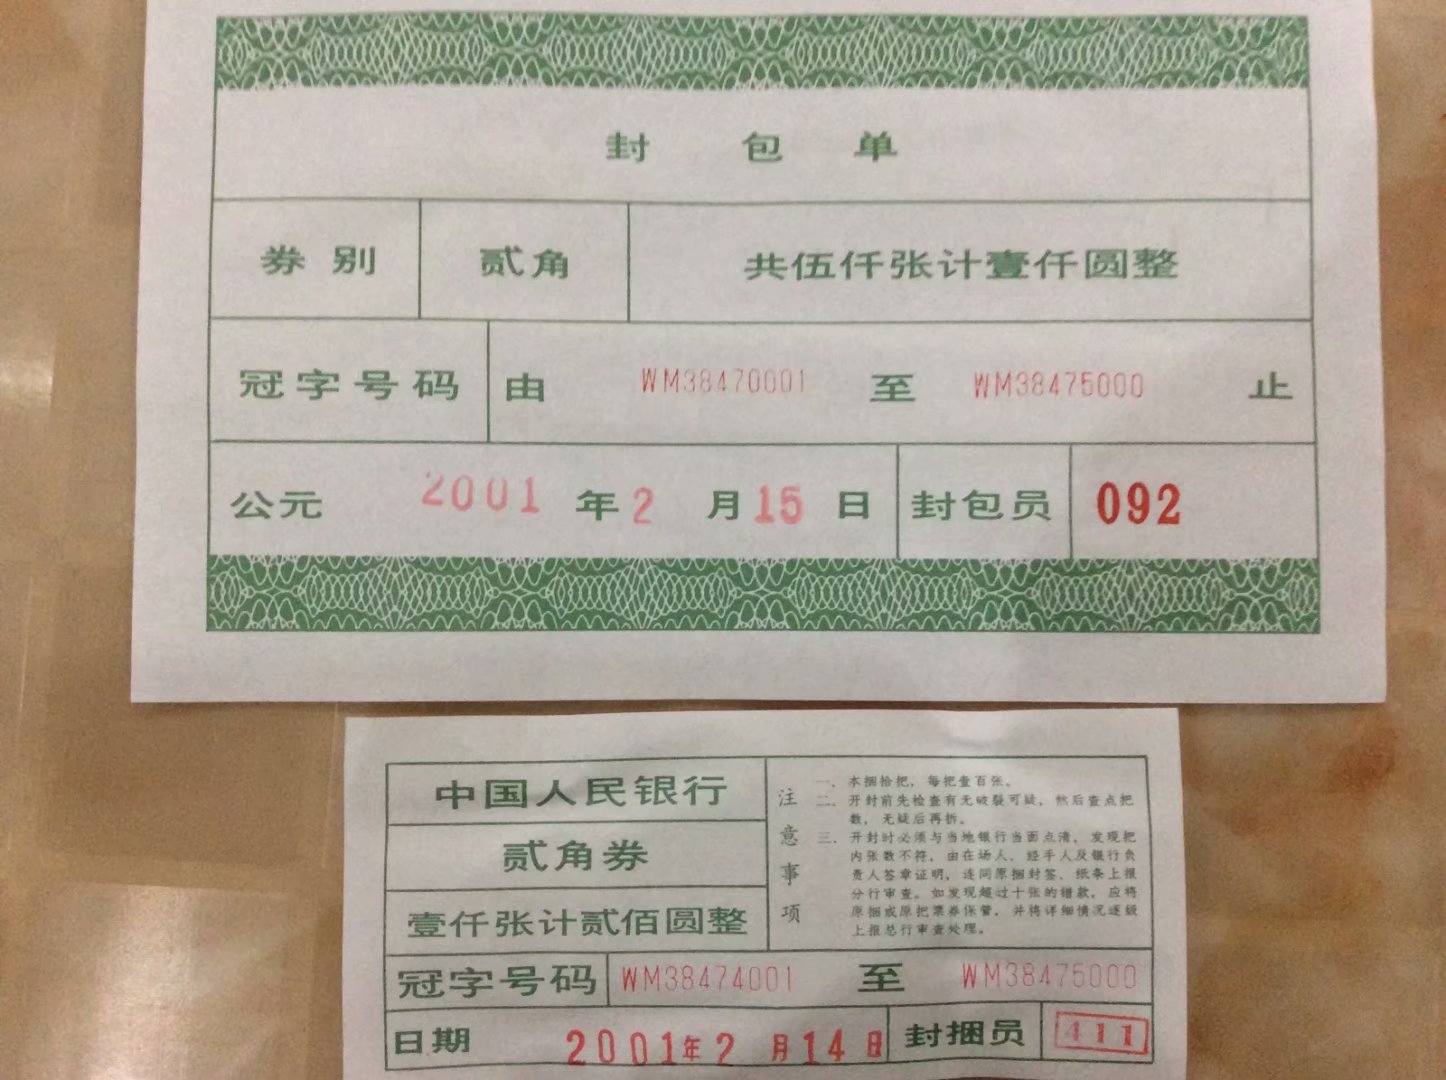 封包单
券别 贰角 共伍仟张计壹仟圆整
冠字号码 由 WM38470001 至 WM38475000 止
公元 2001 年 2 月 15 日 封包员 092
中国人民银行
贰角券
壹仟张计贰佰圆整
注意事项
一、本捆拾把，每把壹百张。
二、开封前先检查有无破裂可疑，然后查点把
数，无疑后再拆。
三、开封时必须与当地银行当面点清，发现把
内张数不符，由在场人、经手人及银行负
责人签章证明，连同原捆封签、纸条上报
分行审查。如发现超过十张的错款，应将
原捆或原把票券保管，并将详细情况逐级
上报总行审查处理。
冠字号码 WM38474001 至 WM38475000
日期 2001年2月14日 封捆员 411